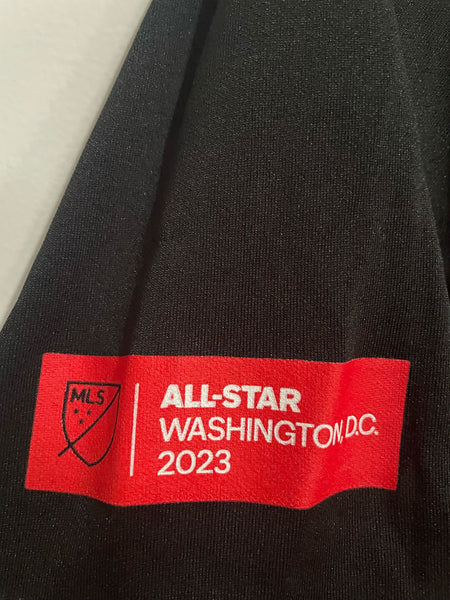 MLS
ALL-STAR
WASHINGTON, D.C.
2023